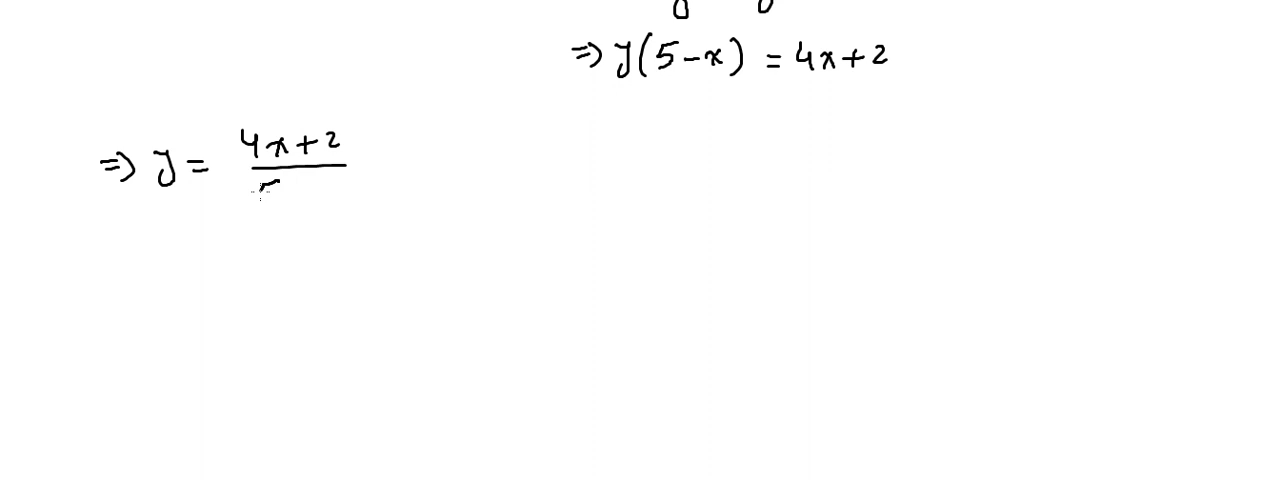 ⇒ y(5-x) = 4x+2
⇒ y = (4x+2)/